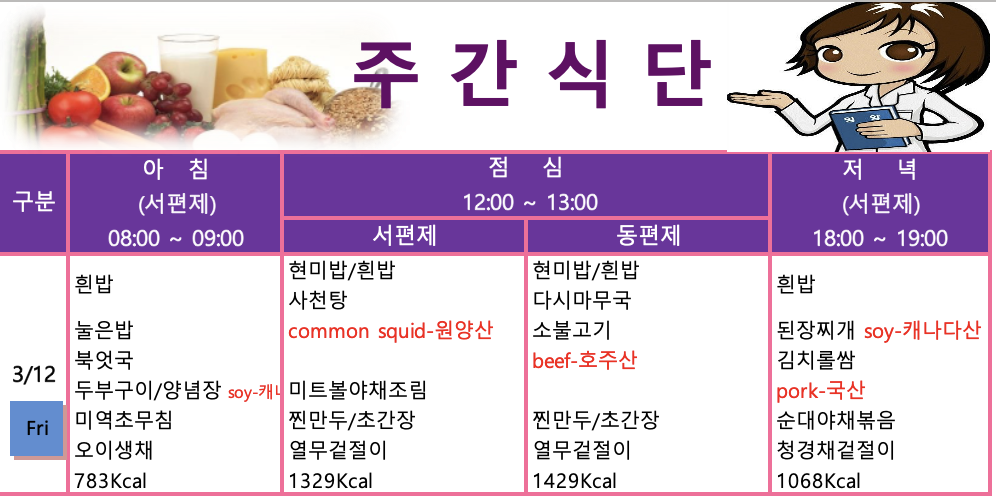 주 간 식 단
구분
아 침
(서편제)
08:00 ~ 09:00
점 심
12:00 ~ 13:00
서편제
동편제
저 녁
(서편제)
18:00 ~ 19:00
3/12
Fri
흰밥
눌은밥
북엇국
두부구이/양념장 soy-캐나
미역초무침
오이생채
783Kcal
현미밥/흰밥
사천탕
common squid-원양산
미트볼야채조림
찐만두/초간장
열무겉절이
1329Kcal
현미밥/흰밥
다시마무국
소불고기
beef-호주산
찐만두/초간장
열무겉절이
1429Kcal
흰밥
된장찌개 soy-캐나다산
김치롤쌈
pork-국산
순대야채볶음
청경채겉절이
1068Kcal